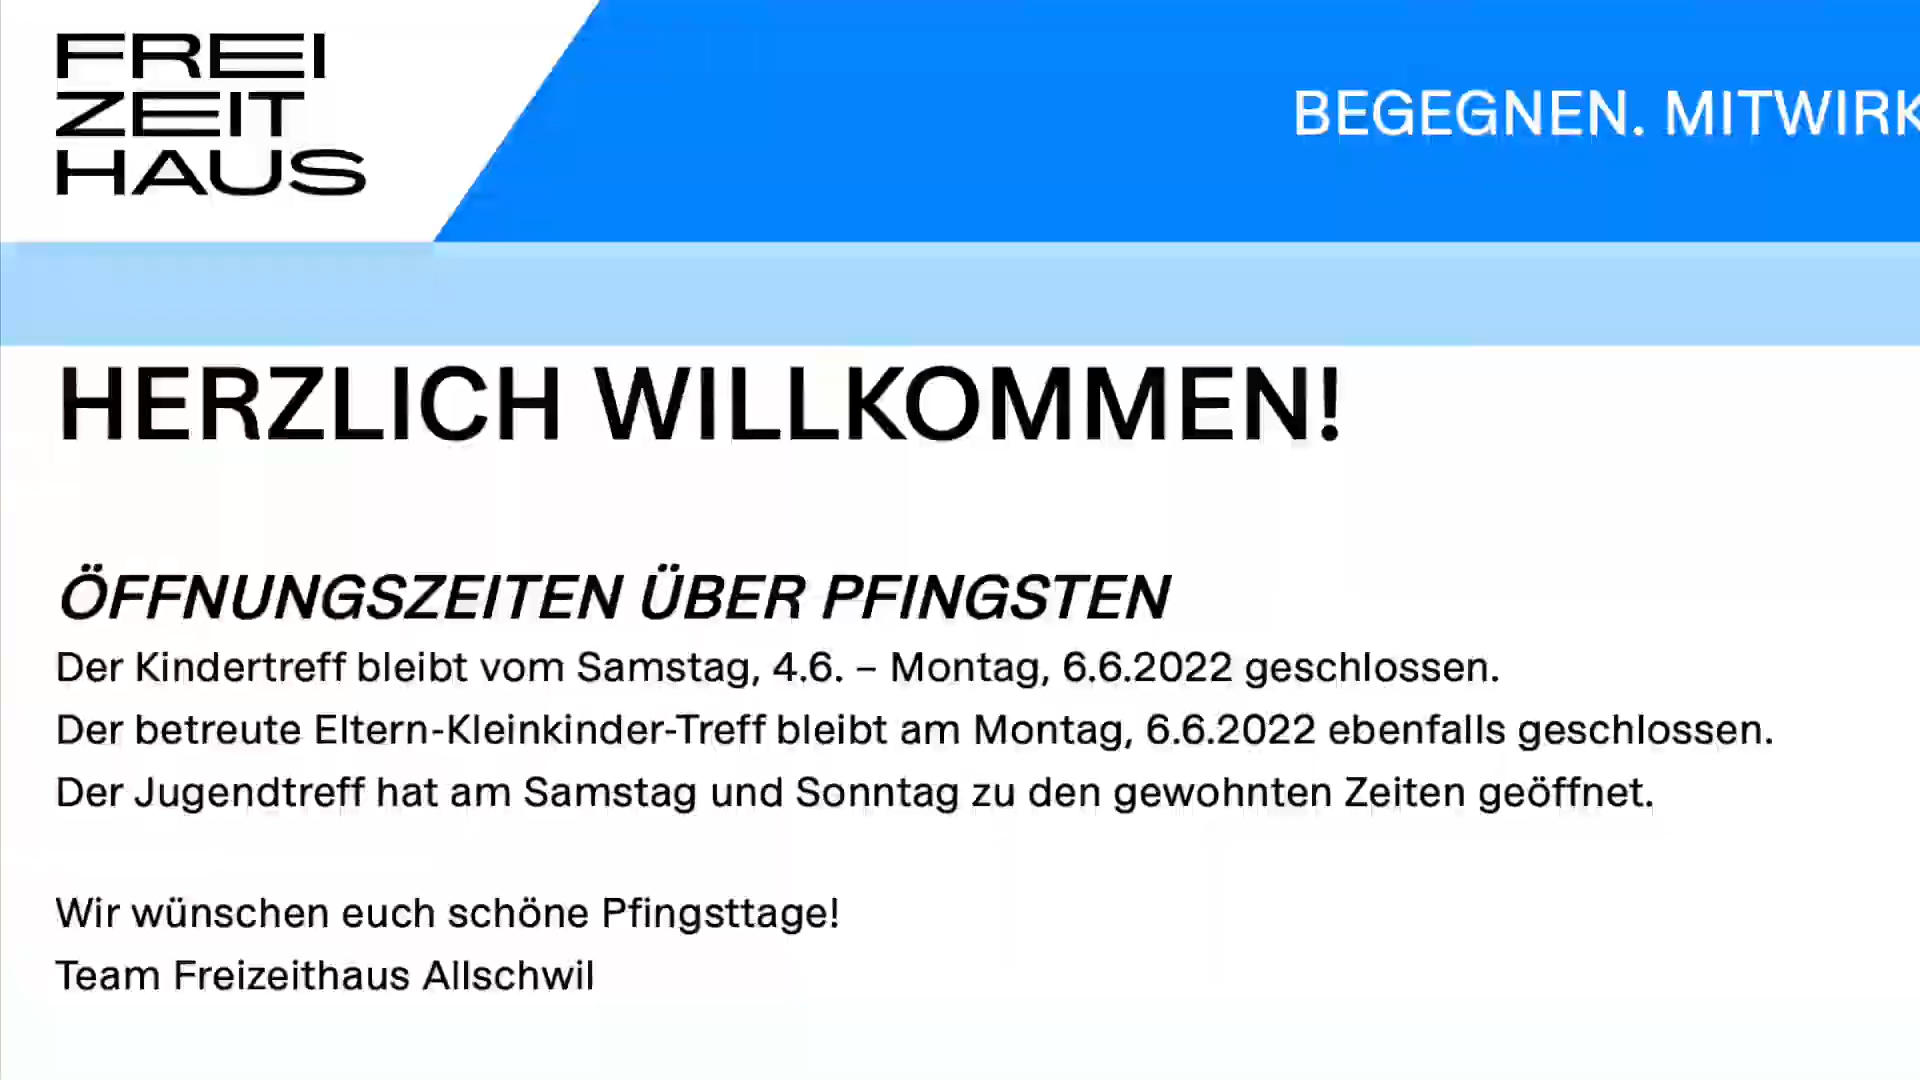 FREI
ZEIT
HAUS
BEGEGNEN. MITWIRK
HERZLICH WILLKOMMEN!
ÖFFNUNGSZEITEN ÜBER PFINGSTEN
Der Kindertreff bleibt vom Samstag, 4.6. – Montag, 6.6.2022 geschlossen.
Der betreute Eltern-Kleinkinder-Treff bleibt am Montag, 6.6.2022 ebenfalls geschlossen.
Der Jugendtreff hat am Samstag und Sonntag zu den gewohnten Zeiten geöffnet.
Wir wünschen euch schöne Pfingsttage!
Team Freizeithaus Allschwil